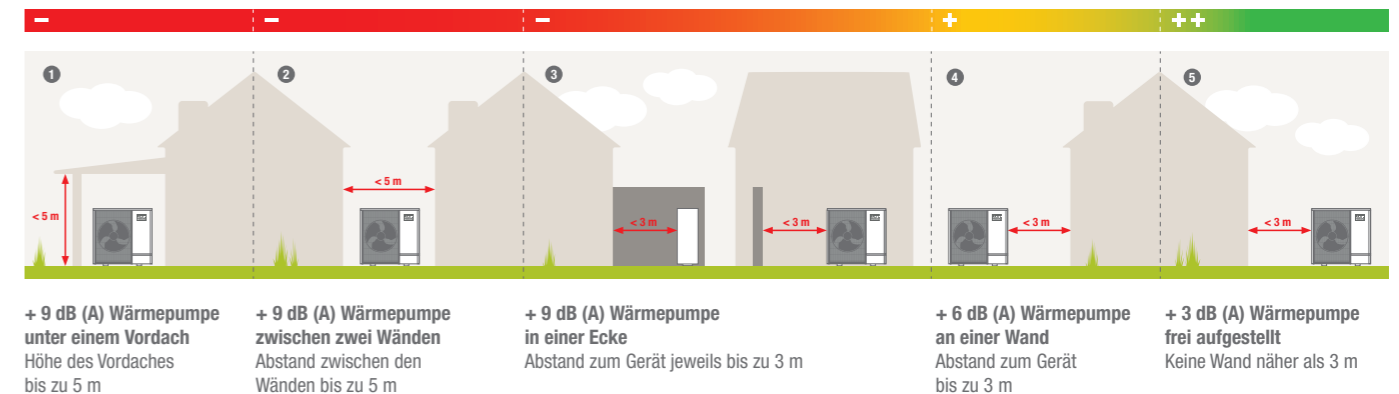 −
−
−
+
++
1
2
3
4
5
< 5 m
< 5 m
< 3 m
< 3 m
< 3 m
< 3 m
+ 9 dB (A) Wärmepumpe
unter einem Vordach
Höhe des Vordaches
bis zu 5 m
+ 9 dB (A) Wärmepumpe
zwischen zwei Wänden
Abstand zwischen den
Wänden bis zu 5 m
+ 9 dB (A) Wärmepumpe
in einer Ecke
Abstand zum Gerät jeweils bis zu 3 m
+ 6 dB (A) Wärmepumpe
an einer Wand
Abstand zum Gerät
bis zu 3 m
+ 3 dB (A) Wärmepumpe
frei aufgestellt
Keine Wand näher als 3 m